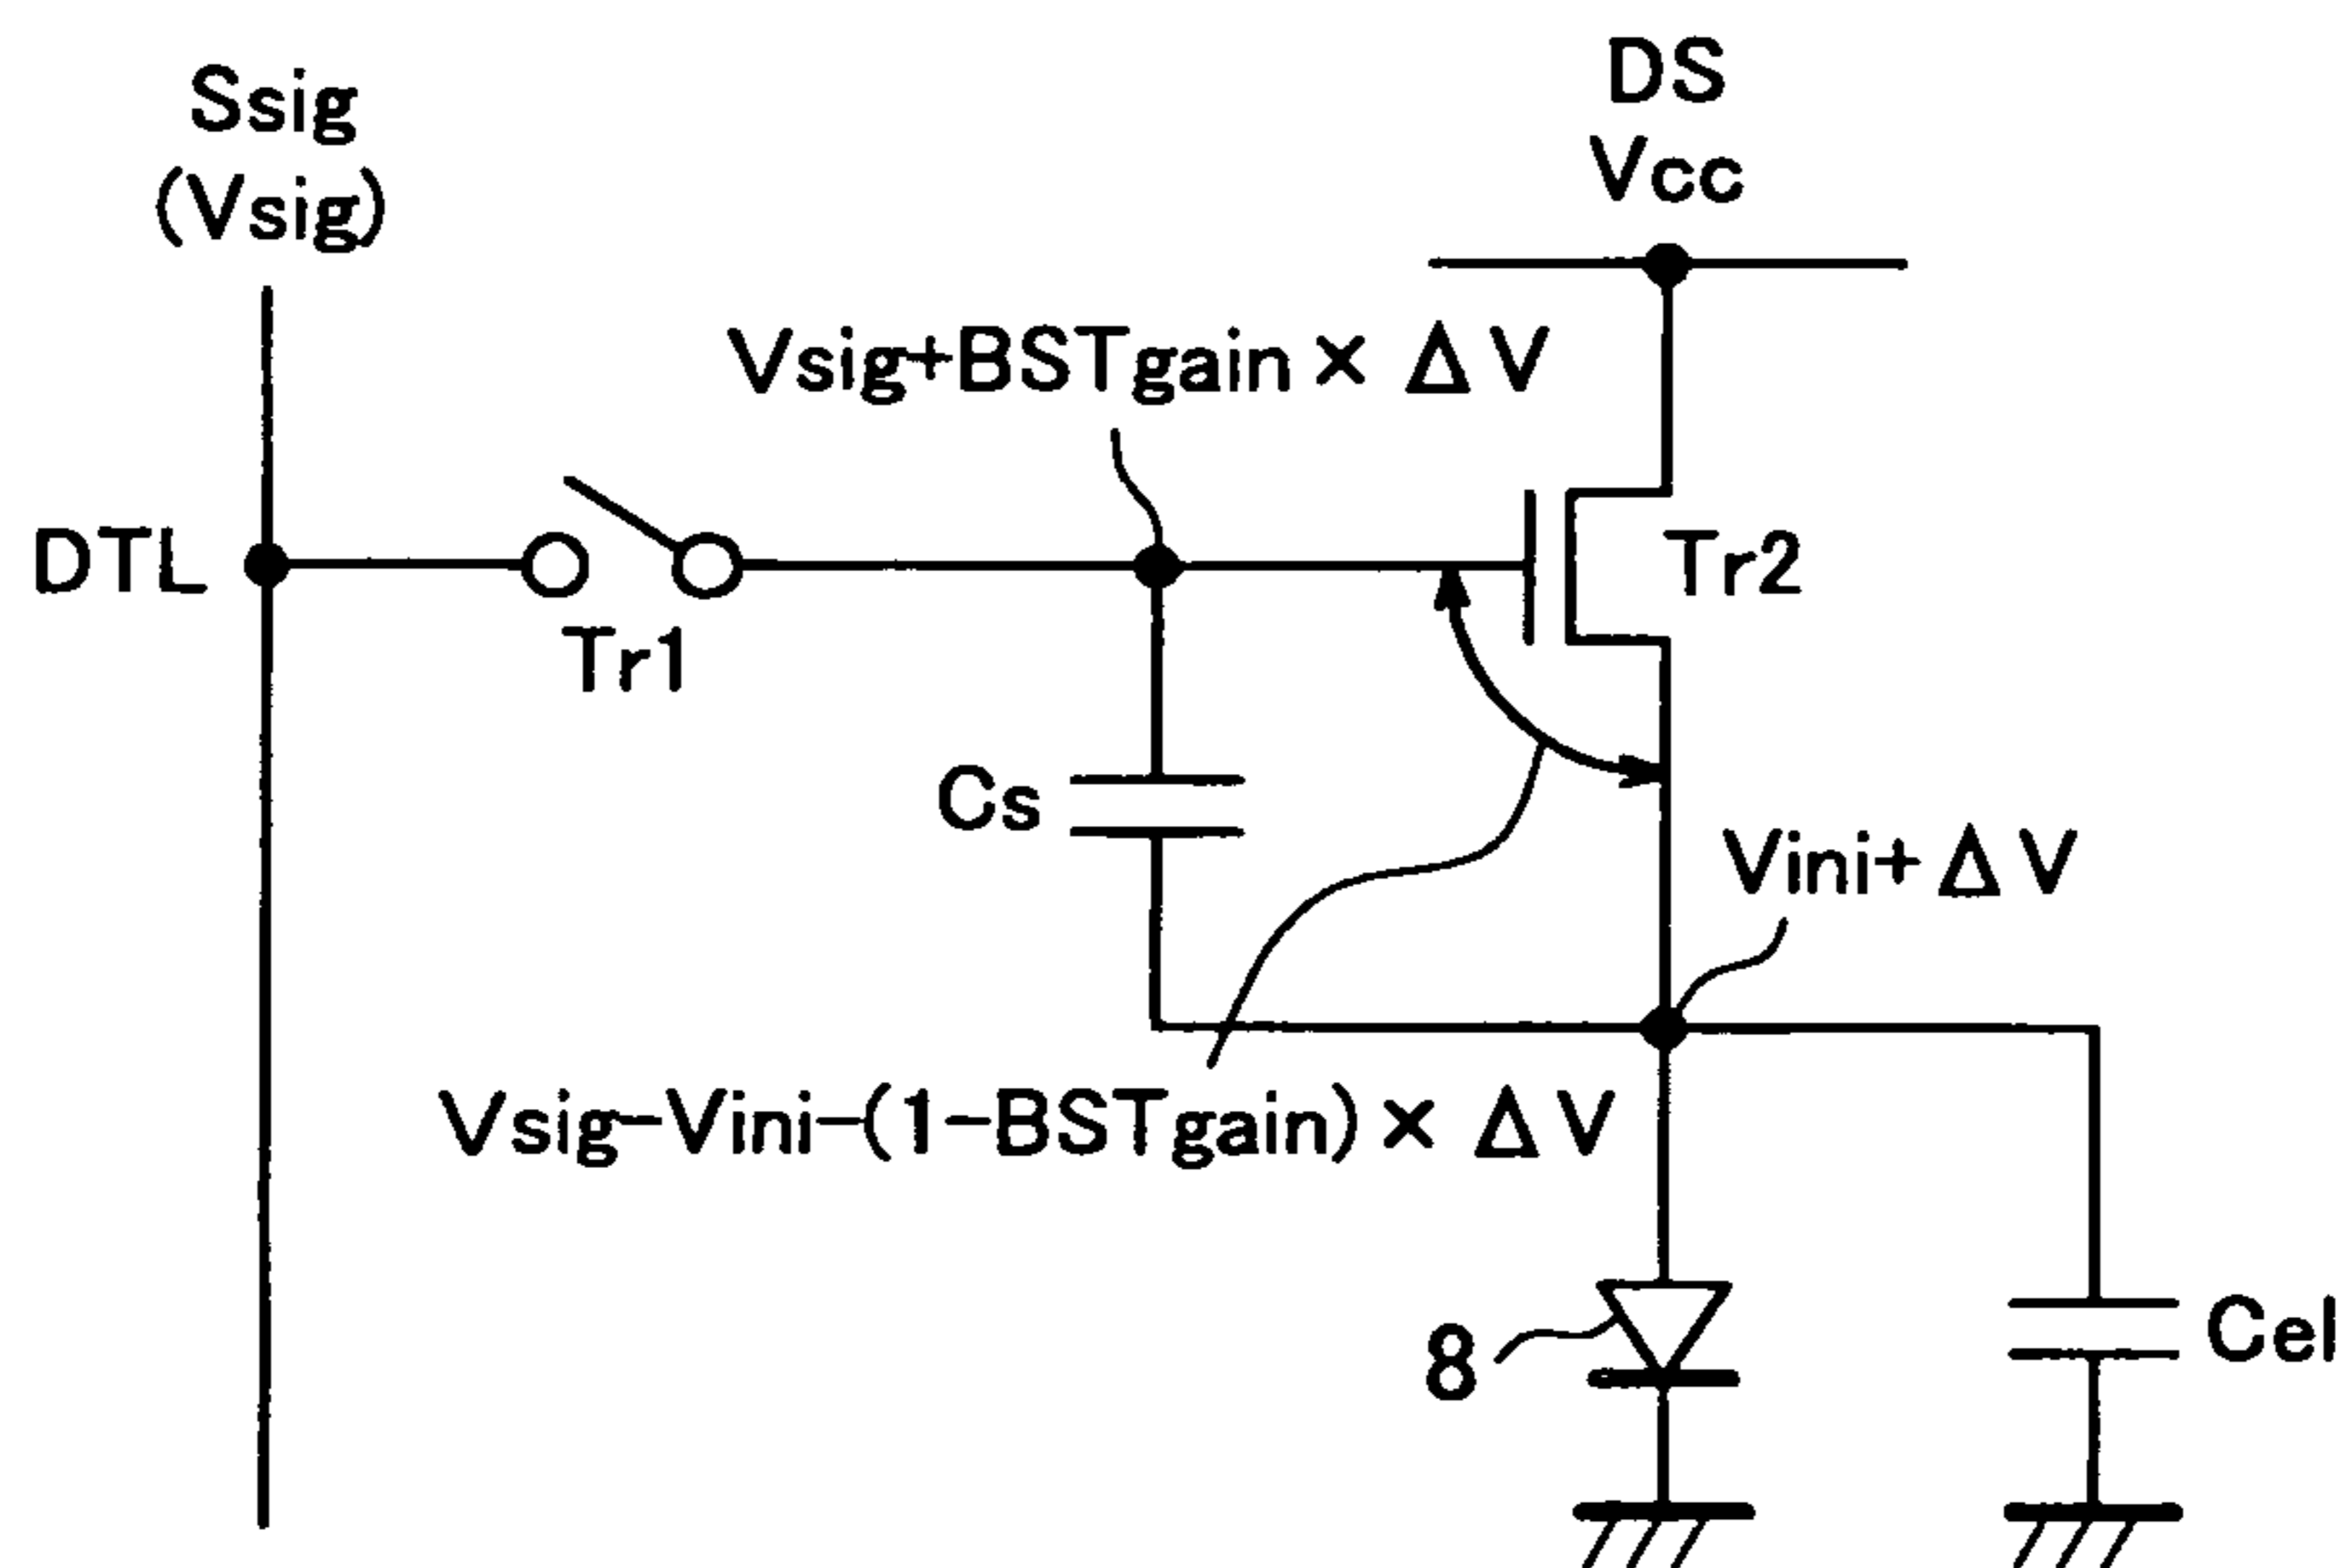 Ssig
(Vsig)
DS
Vcc
Vsig+BSTgain× ΔV
DTL
Tr1
Tr2
Cs
Vini+ΔV
Vsig-Vini-(1-BSTgain)× ΔV
8
Cel